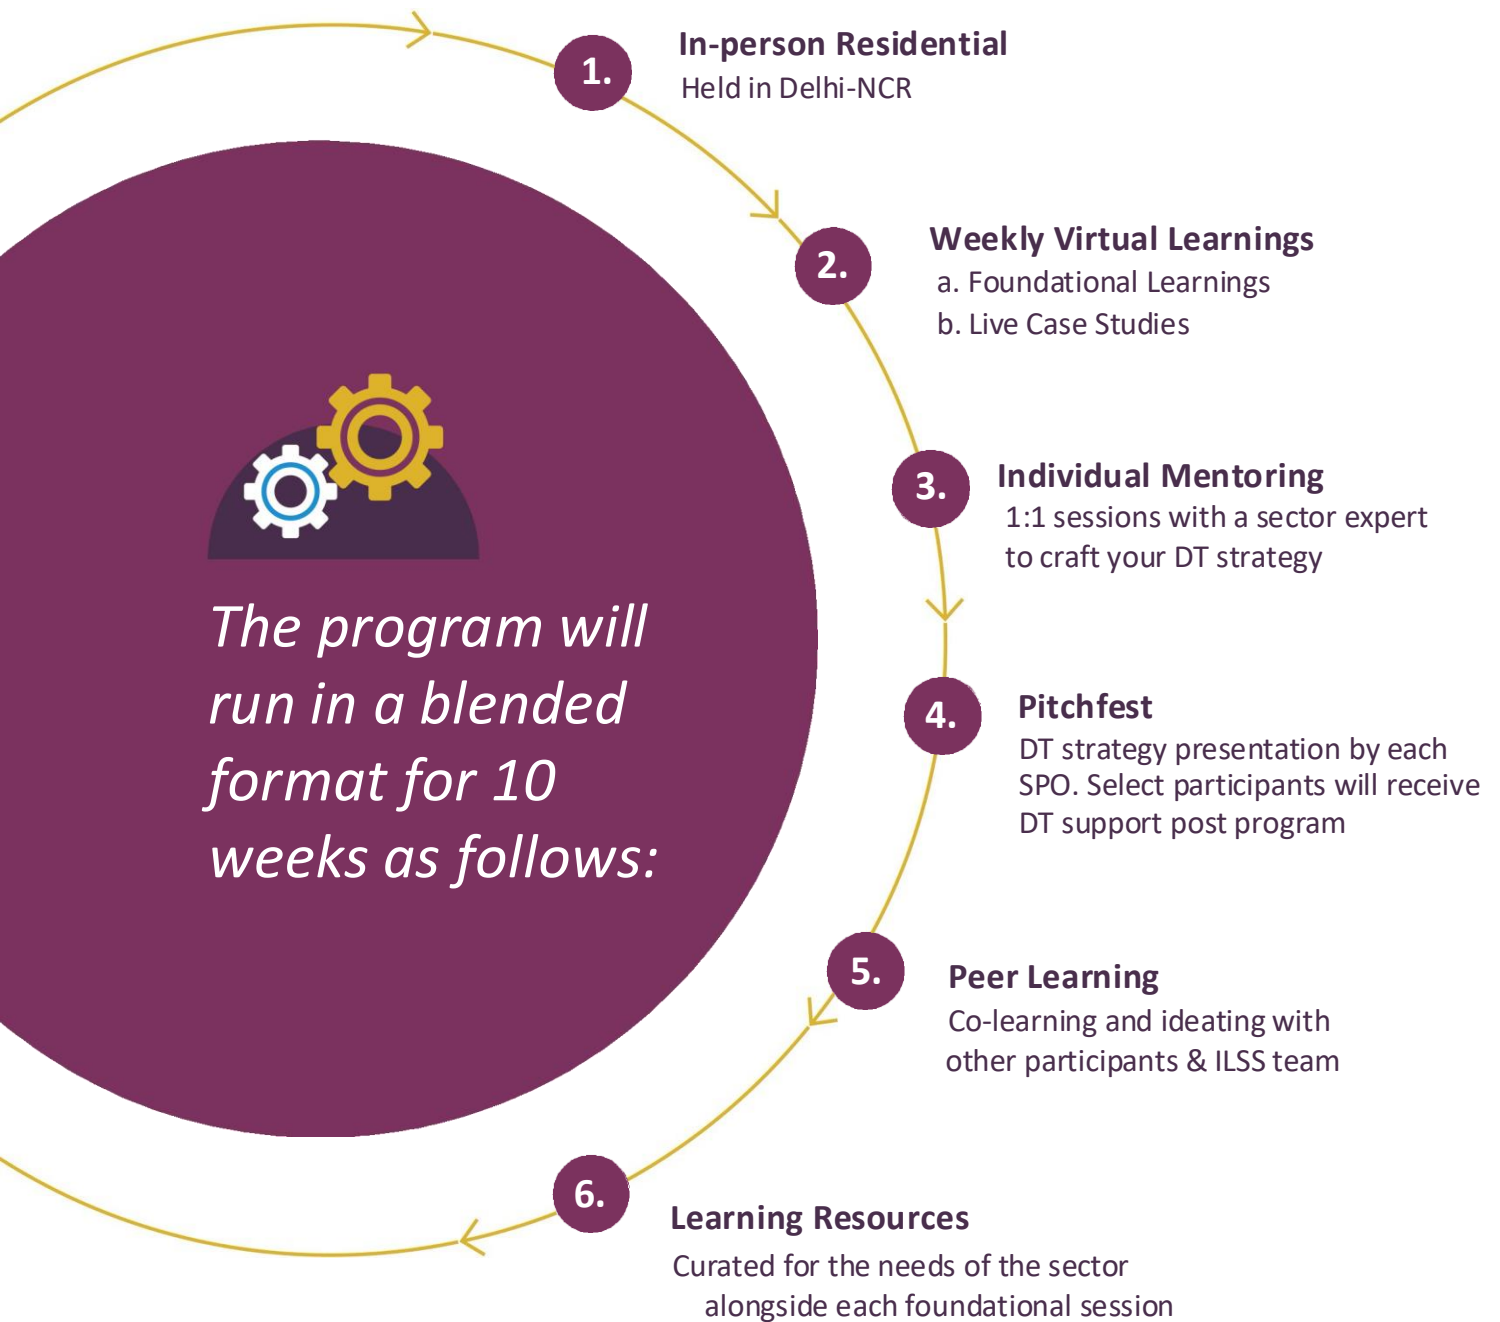 1.
In-person Residential
Held in Delhi-NCR
2.
Weekly Virtual Learnings
a. Foundational Learnings
b. Live Case Studies
3.
Individual Mentoring
1:1 sessions with a sector expert
to craft your DT strategy
The program will
run in a blended
format for 10
weeks as follows:
4.
Pitchfest
DT strategy presentation by each
SPO. Select participants will receive
DT support post program
5.
Peer Learning
Co-learning and ideating with
other participants & ILSS team
6.
Learning Resources
Curated for the needs of the sector
alongside each foundational session